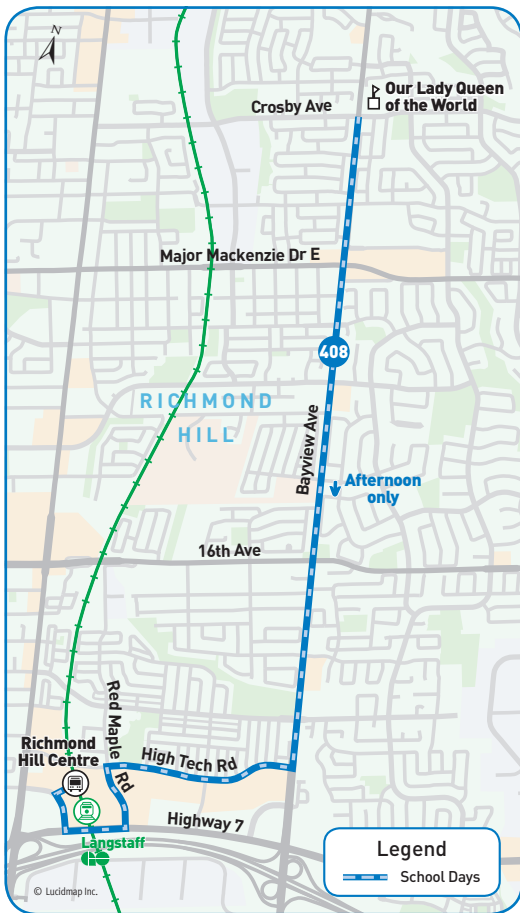 N
Our Lady Queen
of the World
Crosby Ave
Major Mackenzie Dr E
408
RICHMOND
HILL
Bayview Ave
Afternoon
only
16th Ave
Red Maple Rd
Richmond
Hill Centre
High Tech Rd
Highway 7
Langstaff
Legend
School Days
© Lucidmap Inc.